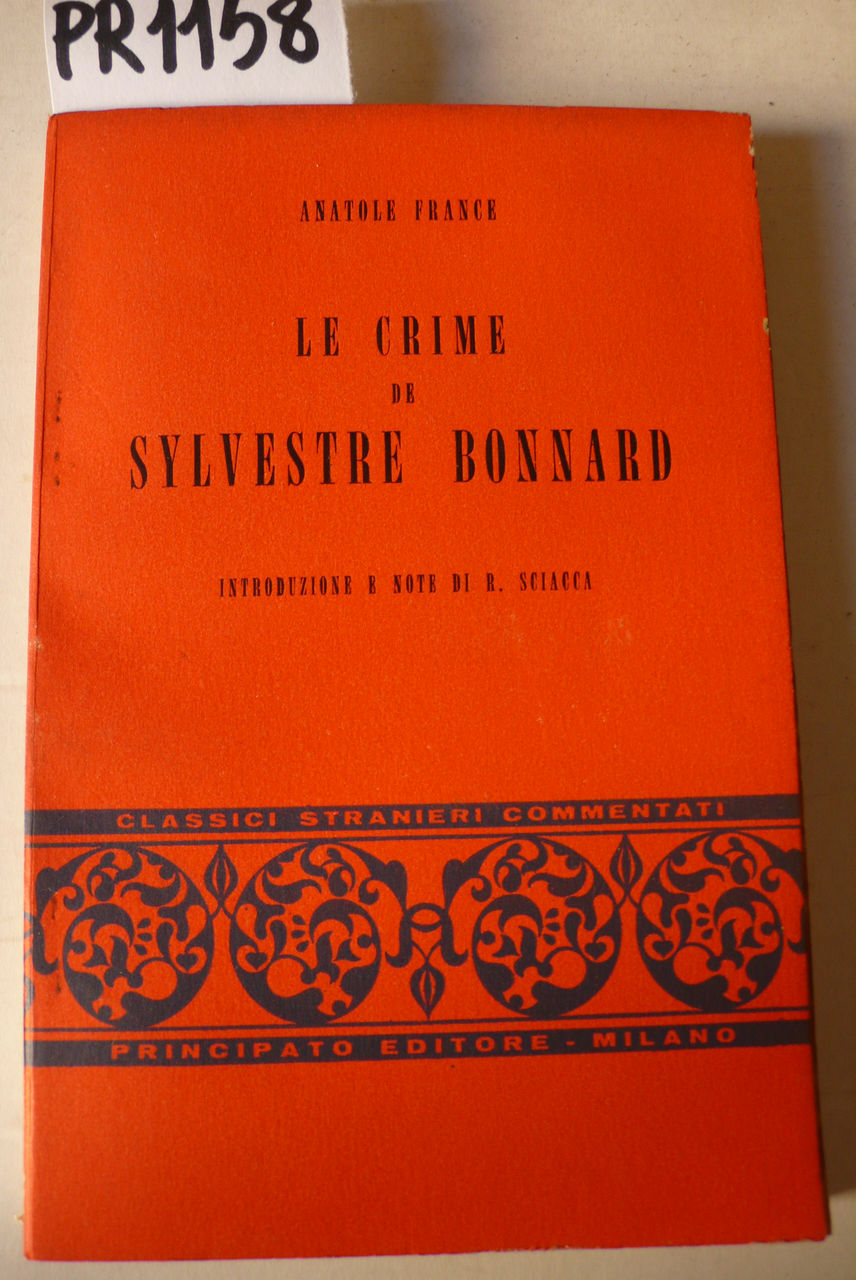 PR1158
ANATOLE FRANCE
LE CRIME
DE
SYLVESTRE BONNARD
INTRODUZIONE E NOTE DI R. SCIACCA
CLASSICI STRANIERI COMMENTATI
PRINCIPATO EDITORE - MILANO